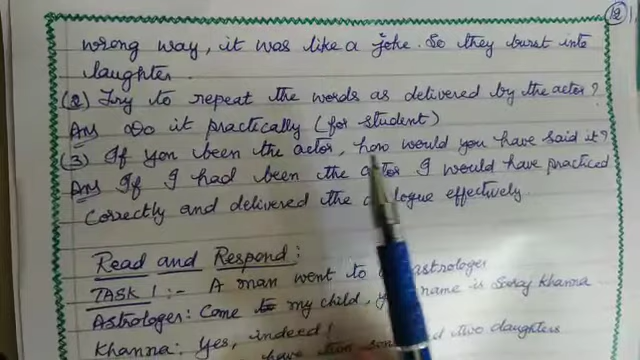 12
wrong way, it was like a joke. So they burst into
laughter.
(2) Try to repeat the words as delivered by the actor?
Ans Do it practically (for student)
(3) If you been the actor, how would you have said it?
Ans If I had been the actor I would have practiced
correctly and delivered the dialogue effectively.
Read and Respond:
TASK 1:- A man went to astrologer
Astrologer: Come my child, name is Suraj Khanna
Khanna: Yes, indeed!
have two two daughters